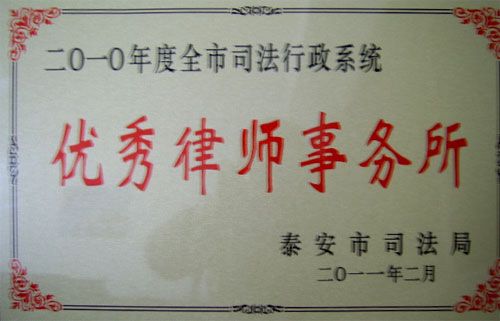 二〇一〇年度全市司法行政系统
优秀律师事务所
泰安市司法局
二〇一一年二月